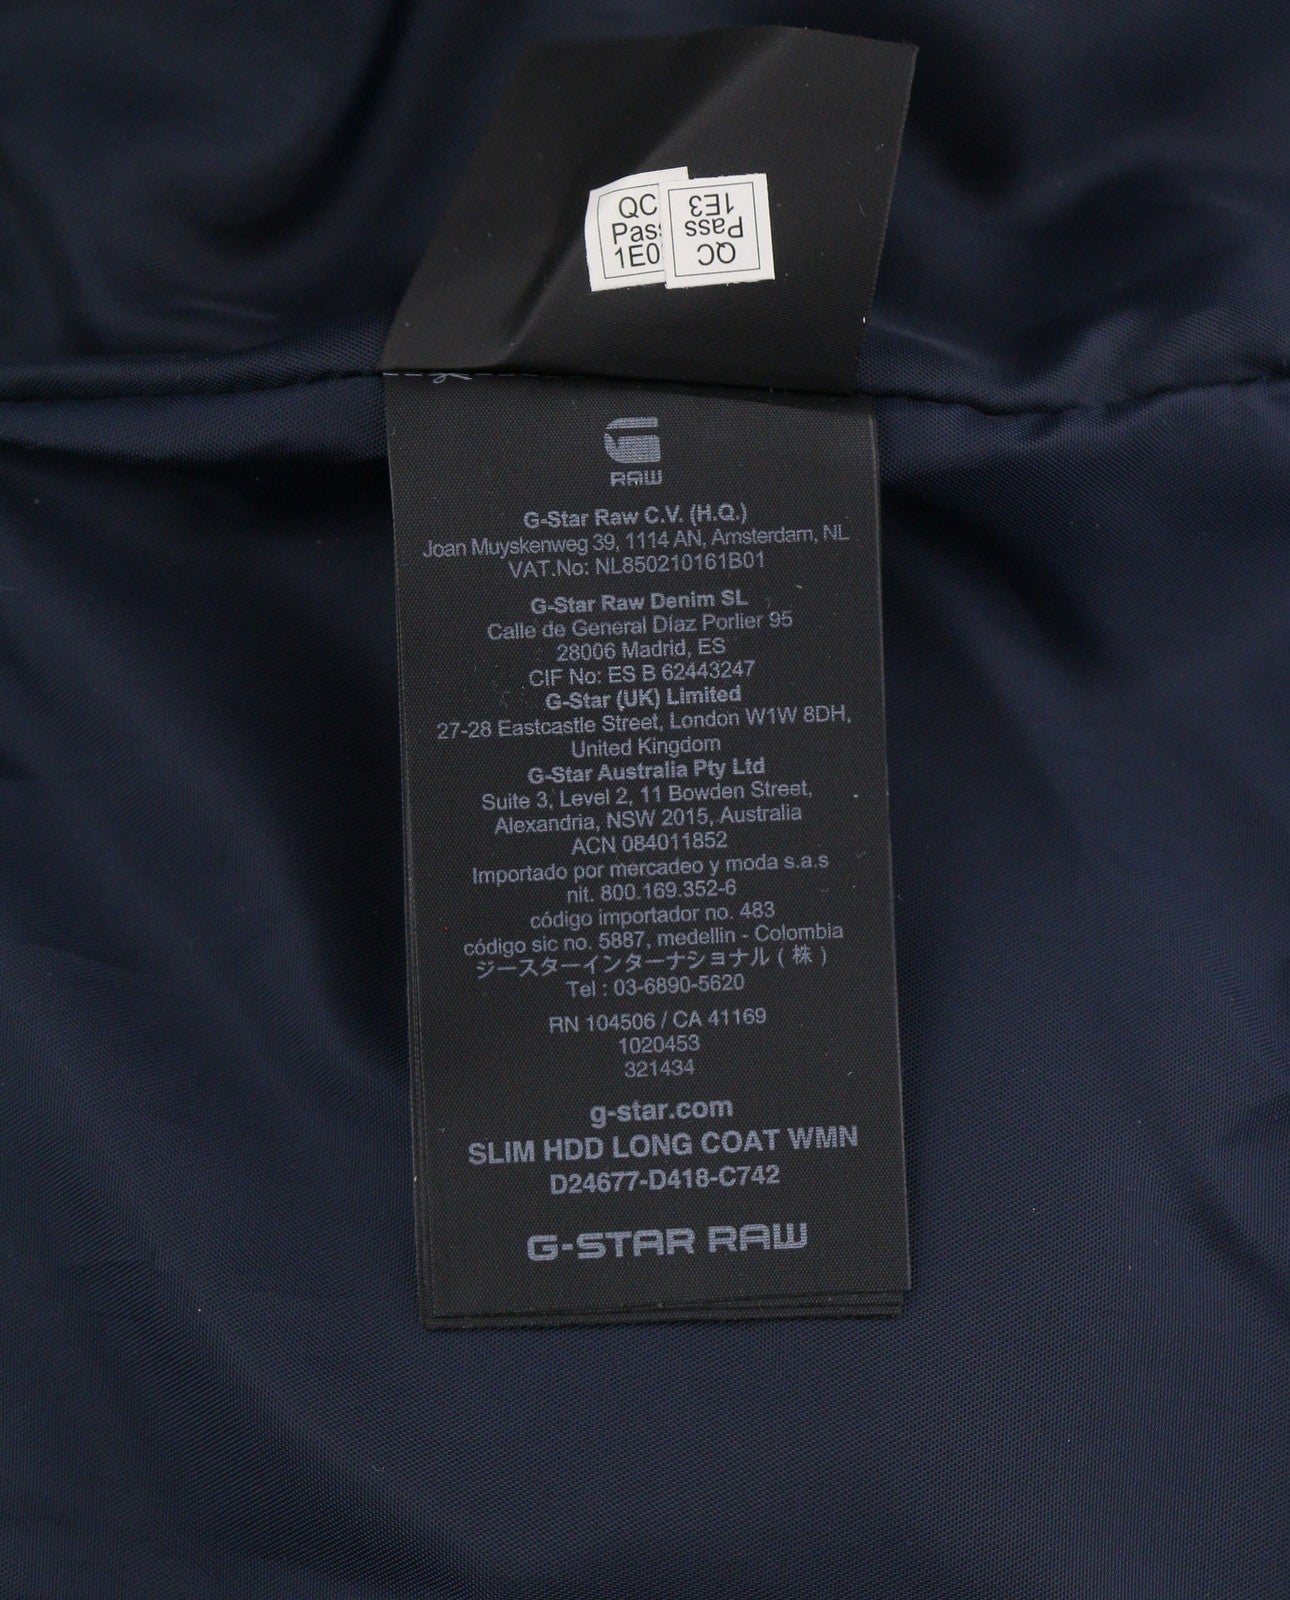 QC
Pass
1E0
QC
Pass
1E3
RAW
G-Star Raw C.V. (H.Q.)
Joan Muyskenweg 39, 1114 AN, Amsterdam, NL
VAT.No: NL850210161B01
G-Star Raw Denim SL
Calle de General Díaz Porlier 95
28006 Madrid, ES
CIF No: ES B 62443247
G-Star (UK) Limited
27-28 Eastcastle Street, London W1W 8DH,
United Kingdom
G-Star Australia Pty Ltd
Suite 3, Level 2, 11 Bowden Street,
Alexandria, NSW 2015, Australia
ACN 084011852
Importado por mercadeo y moda s.a.s
nit. 800.169.352-6
código importador no. 483
código sic no. 5887, medellin - Colombia
ジースターインターナショナル ( 株 )
Tel : 03-6890-5620
RN 104506 / CA 41169
1020453
321434
g-star.com
SLIM HDD LONG COAT WMN
D24677-D418-C742
G-STAR RAW